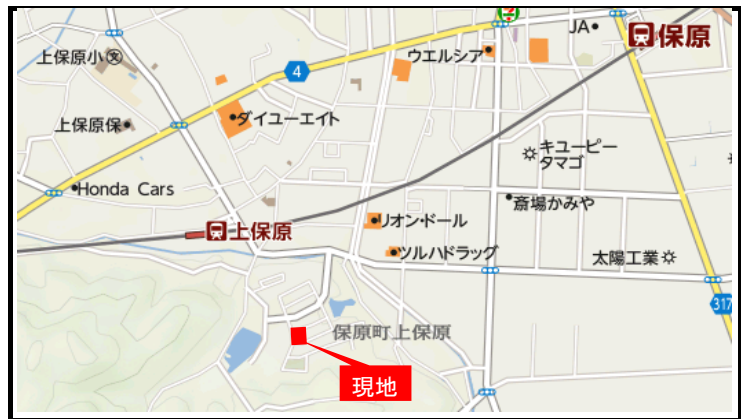 JA
保原
ウエルシア
上保原小
文
4
ダイユーエイト
上保原保
キユーピー
タマゴ
Honda Cars
斎場かみや
リオン・ドール
上保原
ツルハドラッグ
太陽工業
317
保原町上保原
現地